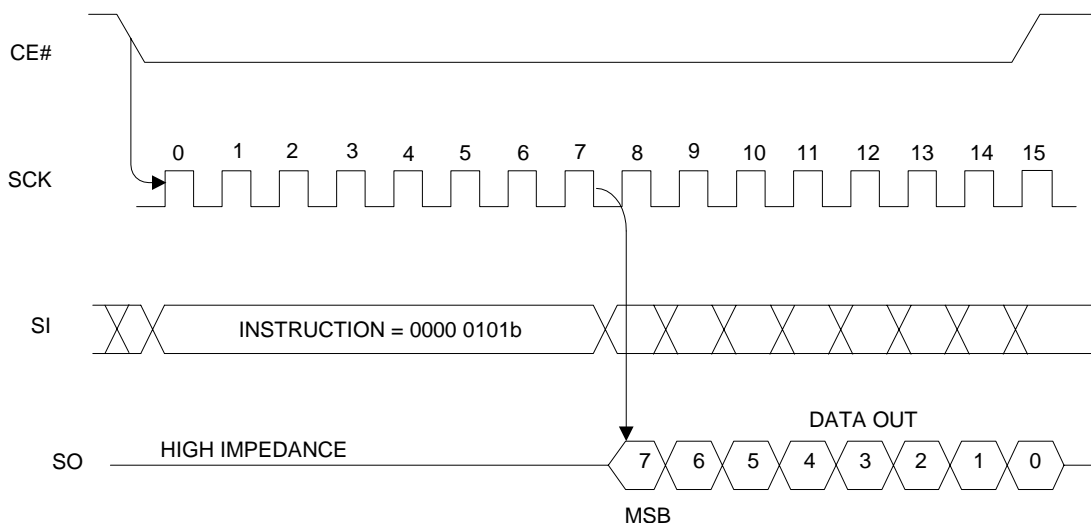 CE#
0 1 2 3 4 5 6 7 8 9 10 11 12 13 14 15
SCK
SI
INSTRUCTION = 0000 0101b
DATA OUT
HIGH IMPEDANCE
SO
7 6 5 4 3 2 1 0
MSB